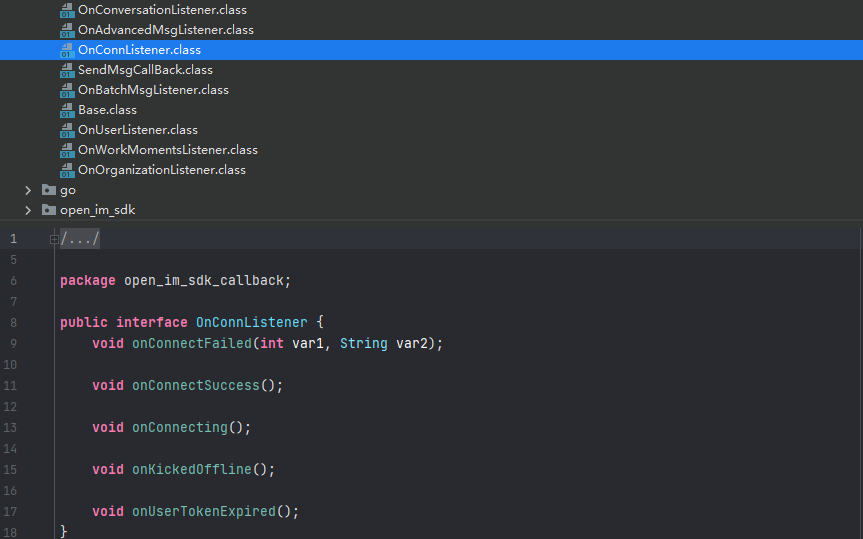 OnConversationListener.class
OnAdvancedMsgListener.class
OnConnListener.class
SendMsgCallBack.class
OnBatchMsgListener.class
Base.class
OnUserListener.class
OnWorkMomentsListener.class
OnOrganizationListener.class
go
open_im_sdk
1 /.../
5
6 package open_im_sdk_callback;
7
8 public interface OnConnListener {
9 void onConnectFailed(int var1, String var2);
10
11 void onConnectSuccess();
12
13 void onConnecting();
14
15 void onKickedOffline();
16
17 void onUserTokenExpired();
18 }